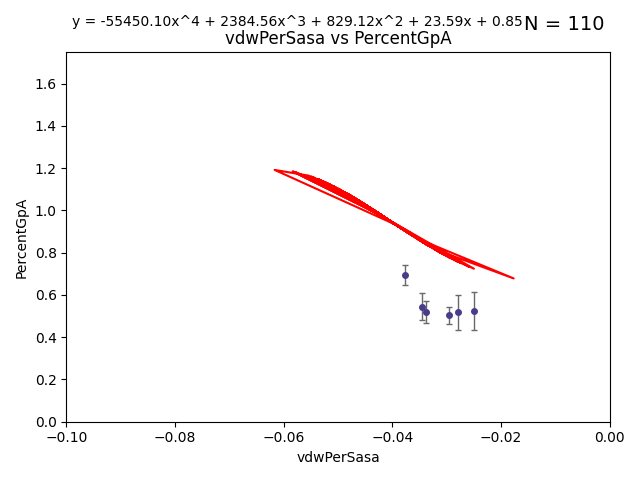 y = -55450.10x^4 + 2384.56x^3 + 829.12x^2 + 23.59x + 0.85 N = 110
vdwPerSasa vs PercentGpA
PercentGpA
1.6
1.4
1.2
1.0
0.8
0.6
0.4
0.2
0.0
−0.10 −0.08 −0.06 −0.04 −0.02 0.00
vdwPerSasa